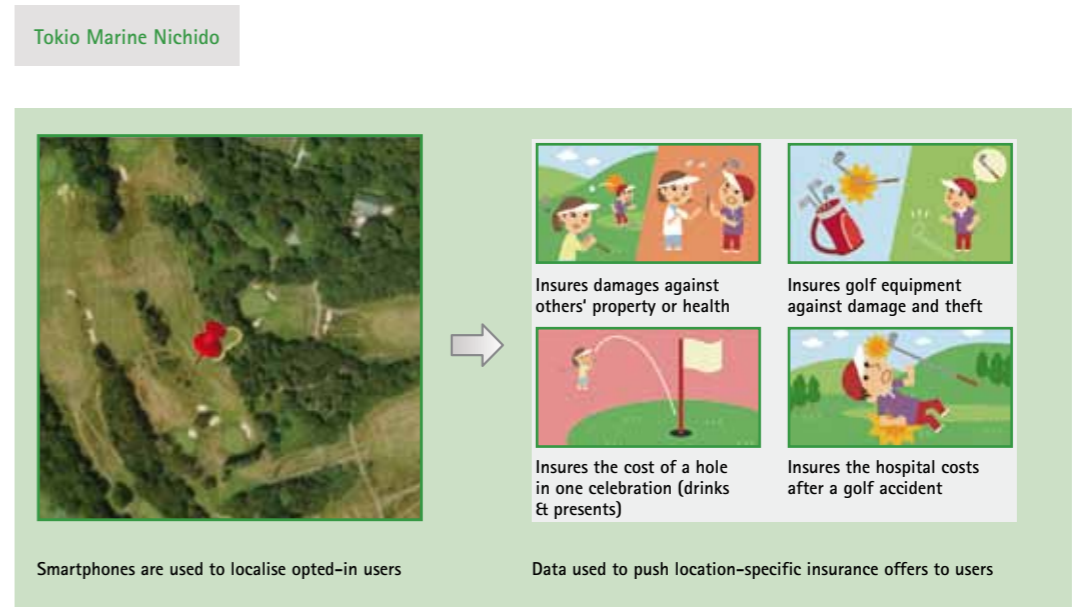 Tokio Marine Nichido
Insures damages against
others' property or health
Insures golf equipment
against damage and theft
Insures the cost of a hole
in one celebration (drinks
& presents)
Insures the hospital costs
after a golf accident
Smartphones are used to localise opted-in users
Data used to push location-specific insurance offers to users